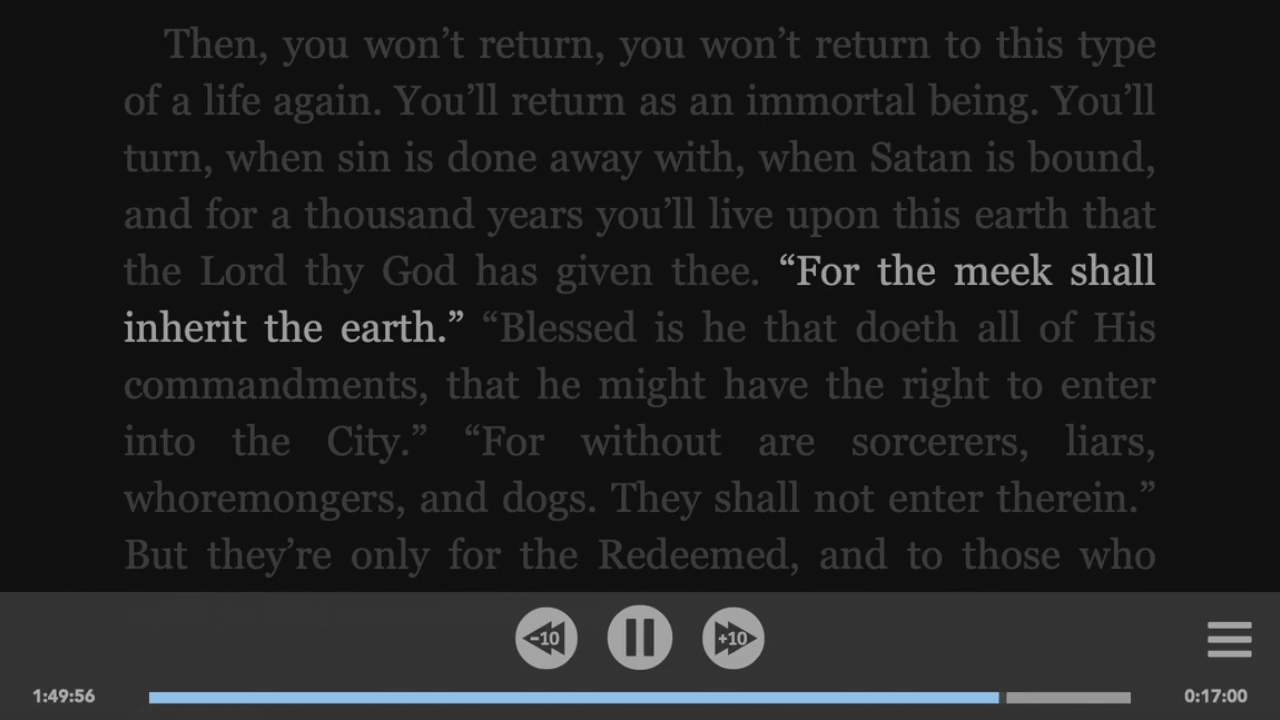 Then, you won’t return, you won’t return to this type
of a life again. You’ll return as an immortal being. You’ll
turn, when sin is done away with, when Satan is bound,
and for a thousand years you’ll live upon this earth that
the Lord thy God has given thee. “For the meek shall
inherit the earth.” “Blessed is he that doeth all of His
commandments, that he might have the right to enter
into the City.” “For without are sorcerers, liars,
whoremongers, and dogs. They shall not enter therein.”
But they’re only for the Redeemed, and to those who
-10 +10
1:49:56 0:17:00